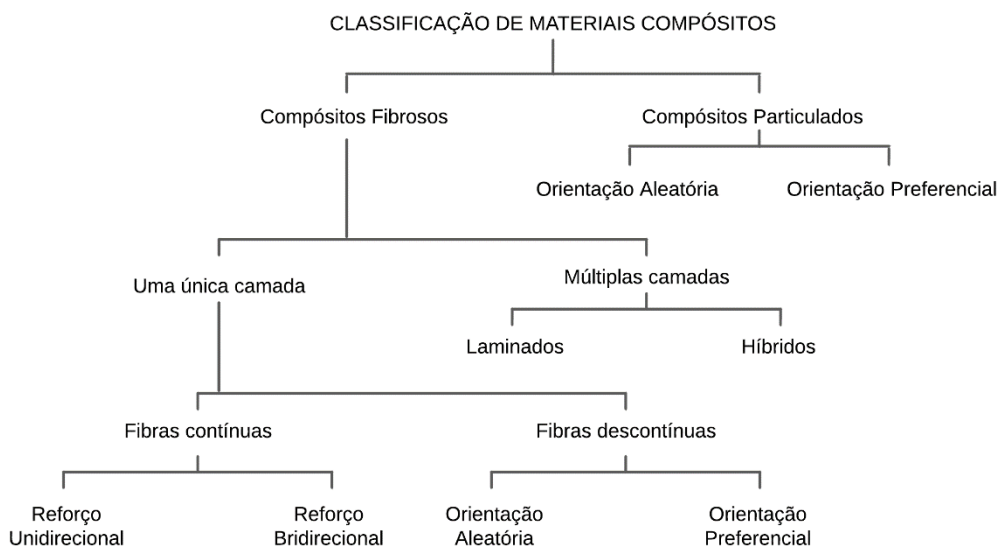 CLASSIFICAÇÃO DE MATERIAIS COMPÓSITOS
Compósitos Fibrosos
Compósitos Particulados
Orientação Aleatória
Orientação Preferencial
Uma única camada
Múltiplas camadas
Laminados
Híbridos
Fibras contínuas
Fibras descontínuas
Reforço
Unidirecional
Reforço
Bridirecional
Orientação
Aleatória
Orientação
Preferencial